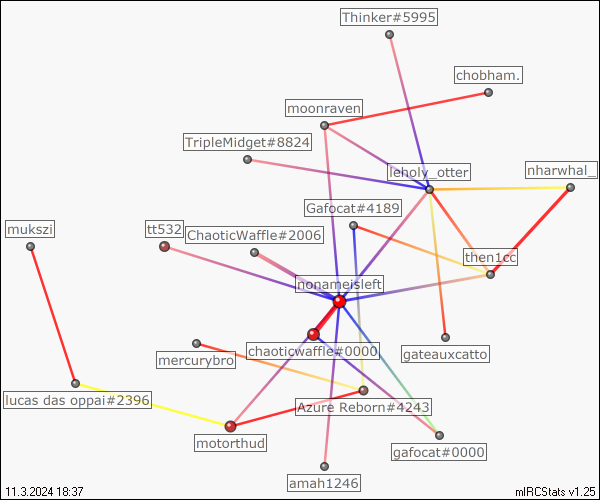 Thinker#5995
chobham.
moonraven
TripleMidget#8824
leholy_otter
nharwhal_
Gafocat#4189
mukszi
tt532
ChaoticWaffle#2006
then1cc
nonameisleft
chaoticwaffle#0000
mercurybro
gateauxcatto
lucas das oppai#2396
Azure Reborn#4243
motorthud
gafocat#0000
amah1246
11.3.2024 18:37
mIRCStats v1.25